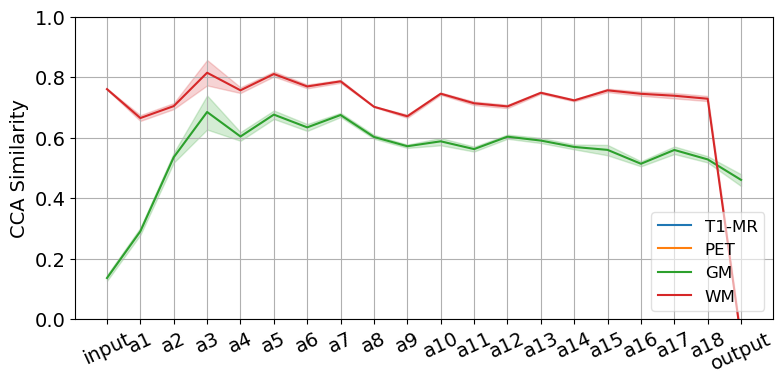 1.0
0.8
0.6
0.4
0.2
0.0
CCA Similarity
T1-MR
PET
GM
WM
input a1 a2 a3 a4 a5 a6 a7 a8 a9 a10 a11 a12 a13 a14 a15 a16 a17 a18 output